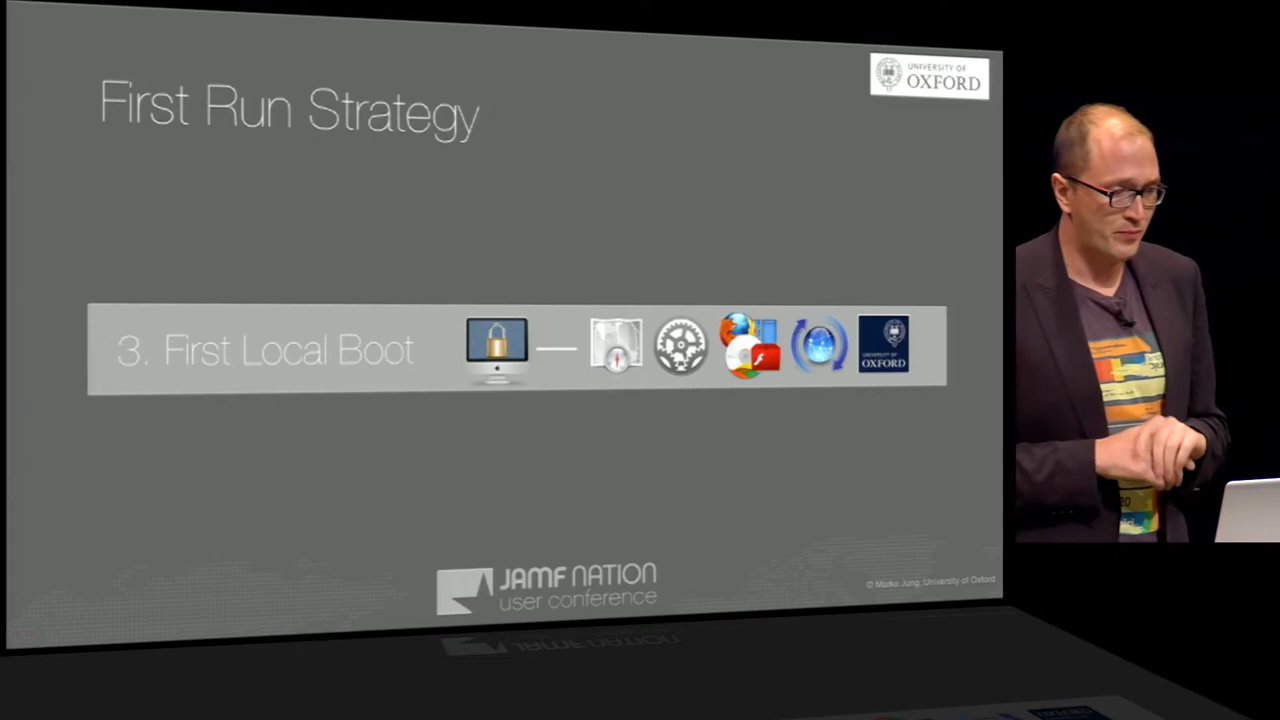 First Run Strategy
UNIVERSITY OF
OXFORD
3. First Local Boot
UNIVERSITY OF
OXFORD
JAMF NATION
user conference
© Marko Jung, University of Oxford
20